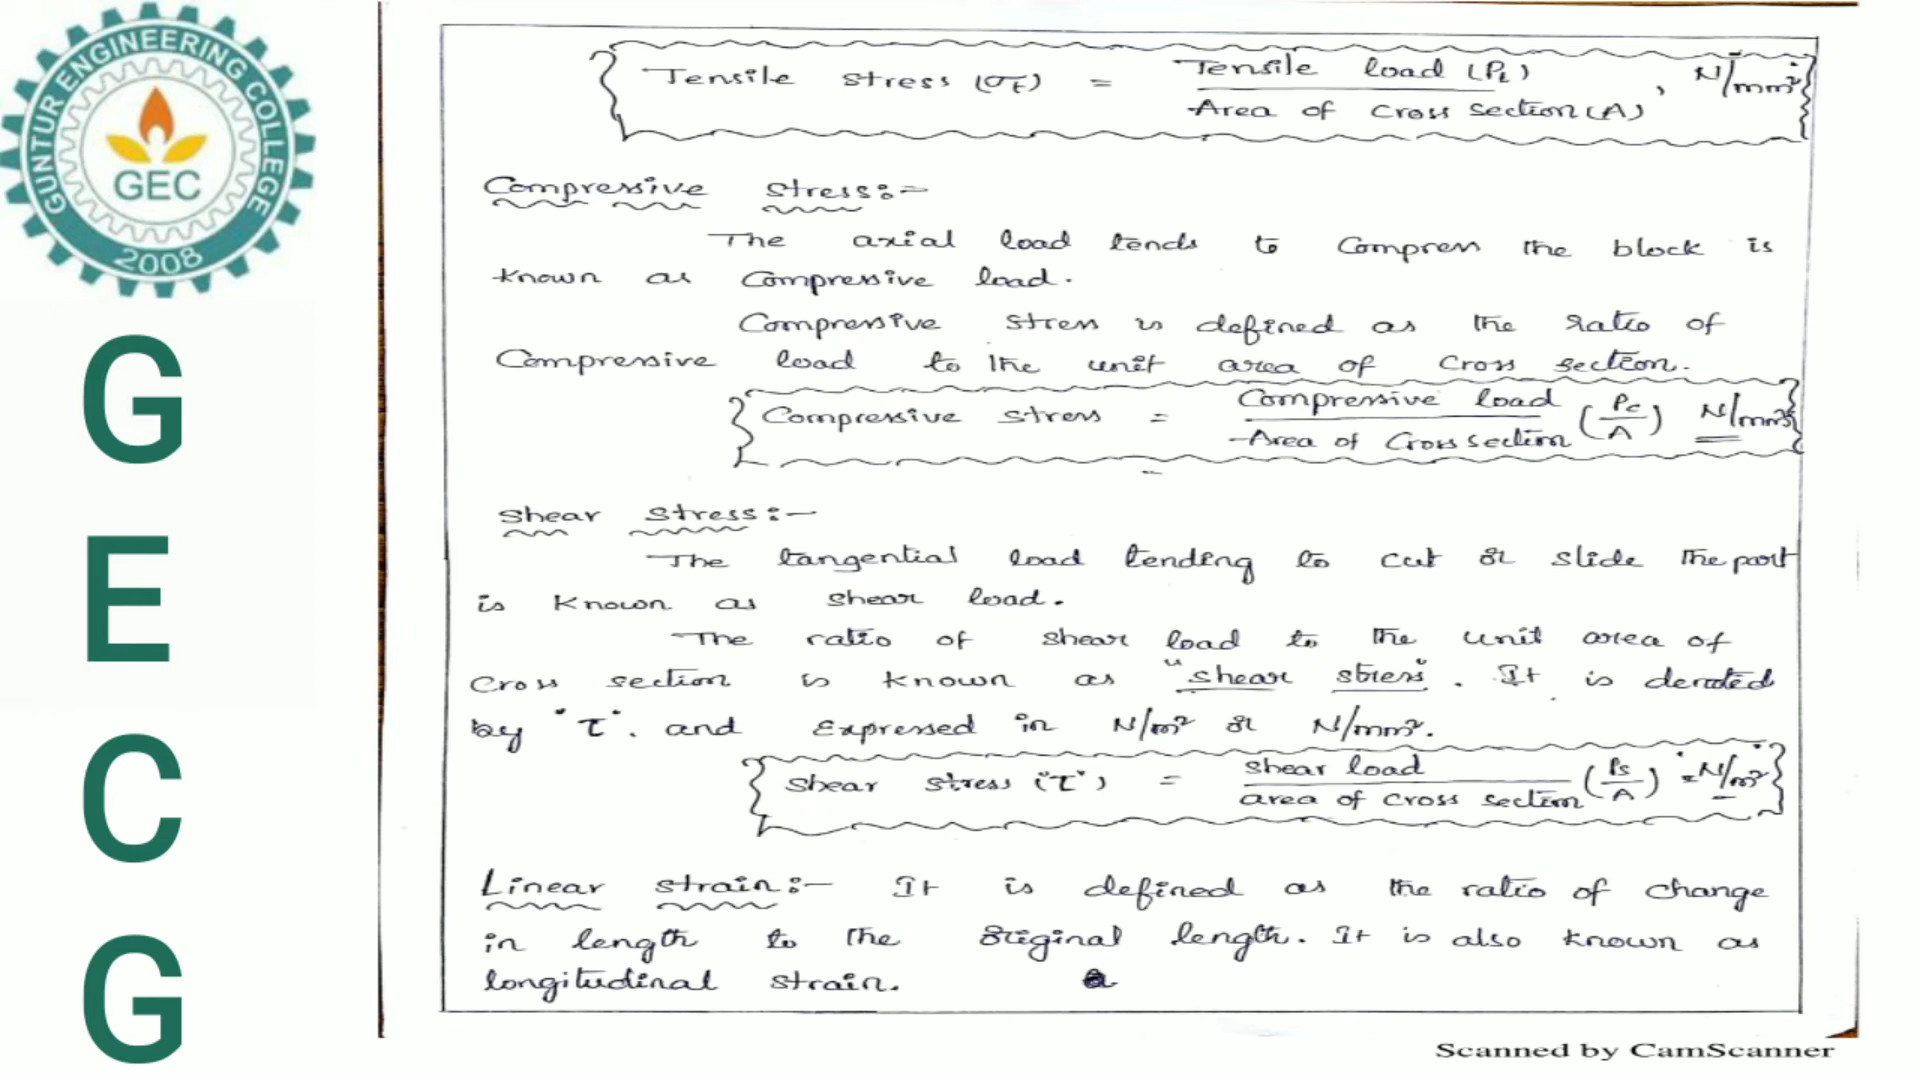 GUNTUR ENGINEERING COLLEGE
GEC
2008
G
E
C
G
Tensile stress (σt) = Tensile load (Pt) / Area of cross section (A), N/mm²
Compressive stress:-
The axial load tends to compress the block is
known as compressive load.
Compressive stress is defined as the ratio of
Compressive load to the unit area of cross section.
Compressive stress = Compressive load / Area of Cross section (Pc/A) N/mm²
Shear stress:-
The tangential load tending to cut or slide the part
is known as shear load.
The ratio of shear load to the unit area of
Cross section is known as "shear stress". It is denoted
by "τ". and Expressed in N/m² or N/mm².
Shear stress ("τ") = shear load / area of cross section (Ps/A) = N/m²
Linear strain:- It is defined as the ratio of change
in length to the original length. It is also known as
longitudinal strain.
Scanned by CamScanner